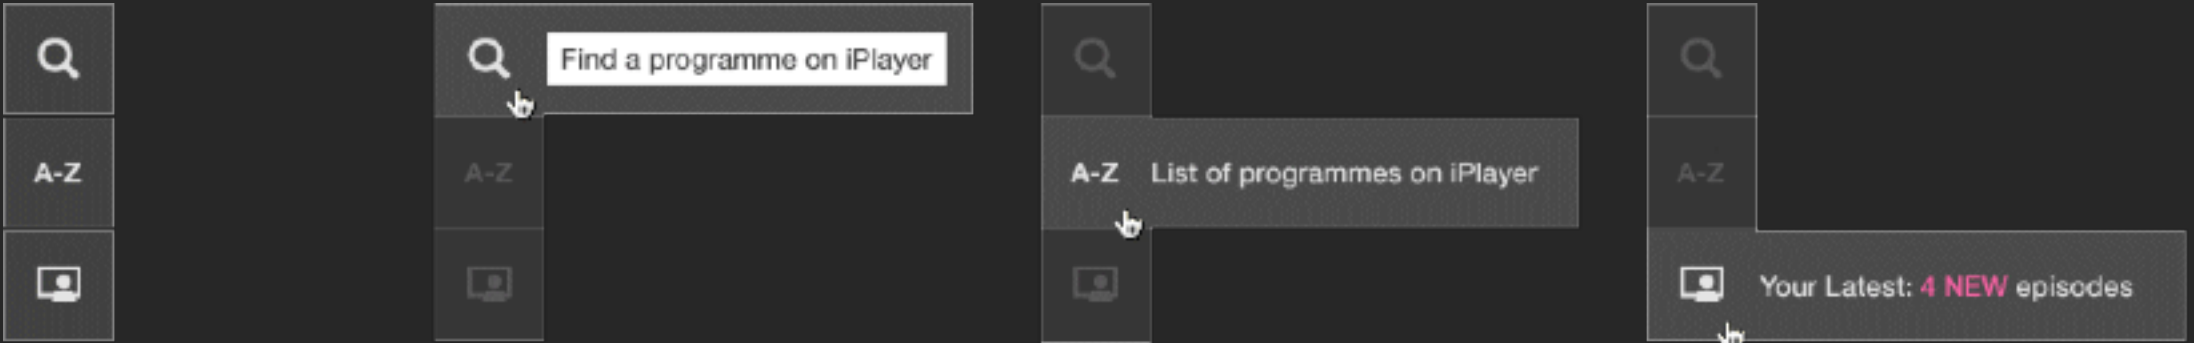 A-Z
Find a programme on iPlayer
A-Z
A-Z List of programmes on iPlayer
A-Z
Your Latest: 4 NEW episodes